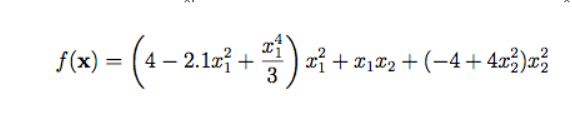 f(x) = (4 − 2.1x₁² + x₁⁴/3) x₁² + x₁x₂ + (−4 + 4x₂²)x₂²